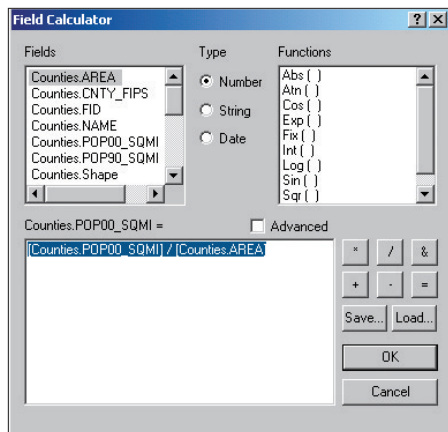 Field Calculator
Fields
Type
Functions
Counties.AREA
Counties.CNTY_FIPS
Counties.FID
Counties.NAME
Counties.POP00_SQMI
Counties.POP90_SQMI
Counties.Shape
Number
String
Date
Abs ( )
Atn ( )
Cos ( )
Exp ( )
Fix ( )
Int ( )
Log ( )
Sin ( )
Sqr ( )
Counties.POP00_SQMI =
Advanced
[Counties.POP00_SQMI] / [Counties.AREA]
* / &
+ - =
Save... Load...
OK
Cancel